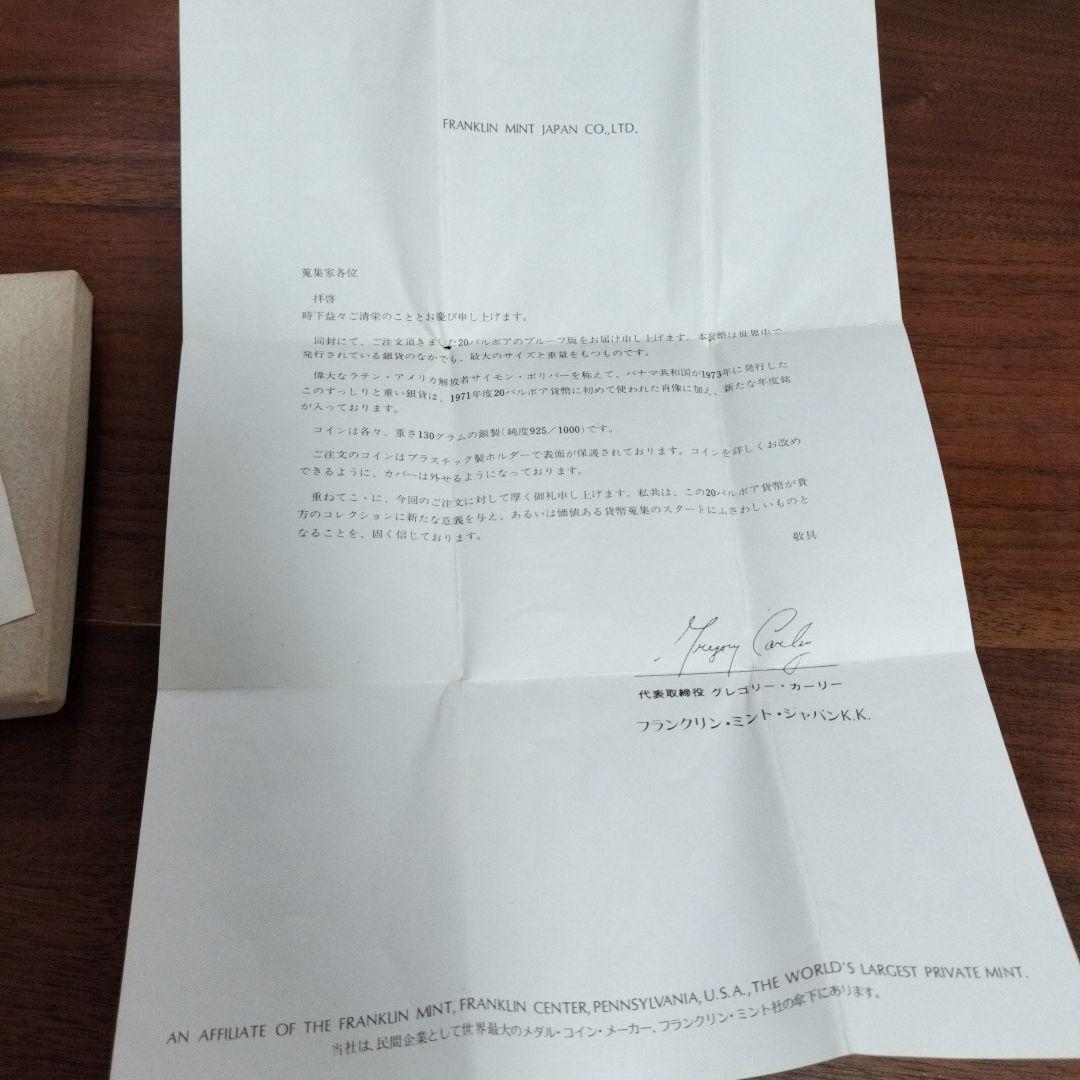 FRANKLIN MINT JAPAN CO.,LTD.
蒐集家各位
拝啓
時下益々ご清栄のこととお慶び申し上げます。
同封にて、ご注文頂きました20バルボアのプルーフ版をお届け申し上げます。本貨幣は世界中で
発行されている銀貨のなかでも、最大のサイズと重量をもつものです。
偉大なラテン・アメリカ解放者サイモン・ボリバーを称えて、パナマ共和国が1973年に発行した
このずっしりと重い銀貨は、1971年度20バルボア貨幣に初めて使われた肖像に加え、新たな年度銘
が入っております。
コインは各々、重さ130グラムの銀製(純度925/1000)です。
ご注文のコインはプラスチック製ホルダーで表面が保護されております。コインを詳しくお改め
できるように、カバーは外せるようになっております。
重ねてこゝに、今回のご注文に対して厚く御礼申し上げます。私共は、この20バルボア貨幣が貴
方のコレクションに新たな意義を与え、あるいは価値ある貨幣蒐集のスタートにふさわしいものと
なることを、固く信じております。
敬具
Gregory Carley
代表取締役 グレゴリー・カーリー
フランクリン・ミント・ジャパンK.K.
AN AFFILIATE OF THE FRANKLIN MINT, FRANKLIN CENTER, PENNSYLVANIA, U.S.A., THE WORLD'S LARGEST PRIVATE MINT.
当社は、民間企業として世界最大のメダル・コイン・メーカー、フランクリン・ミント社の傘下にあります。